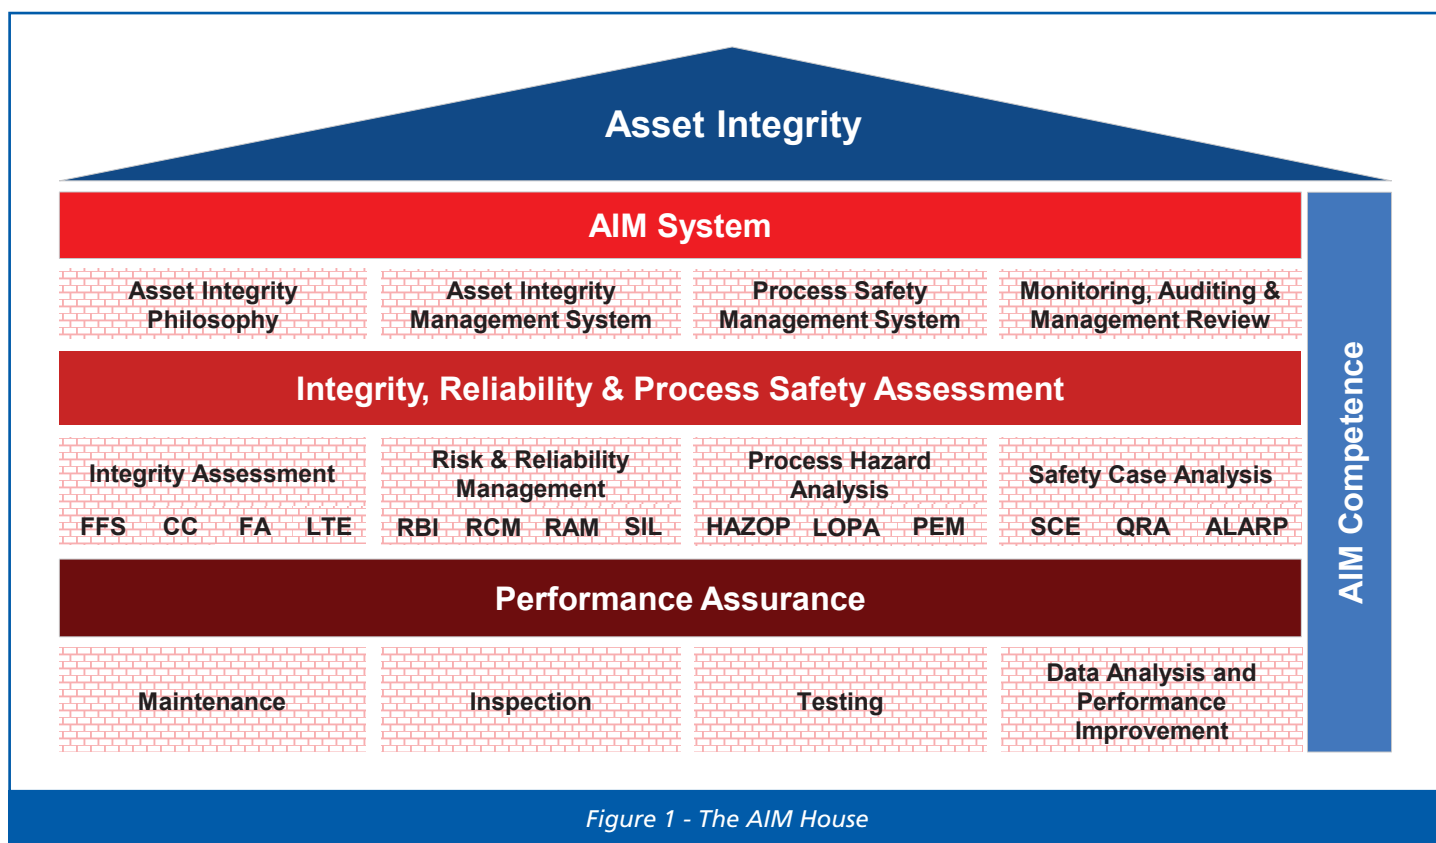 Asset Integrity
AIM System
Asset Integrity
Philosophy
Asset Integrity
Management System
Process Safety
Management System
Monitoring, Auditing &
Management Review
Integrity, Reliability & Process Safety Assessment
Integrity Assessment
FFS CC FA LTE
Risk & Reliability
Management
RBI RCM RAM SIL
Process Hazard
Analysis
HAZOP LOPA PEM
Safety Case Analysis
SCE QRA ALARP
Performance Assurance
Maintenance
Inspection
Testing
Data Analysis and
Performance
Improvement
AIM Competence
Figure 1 - The AIM House